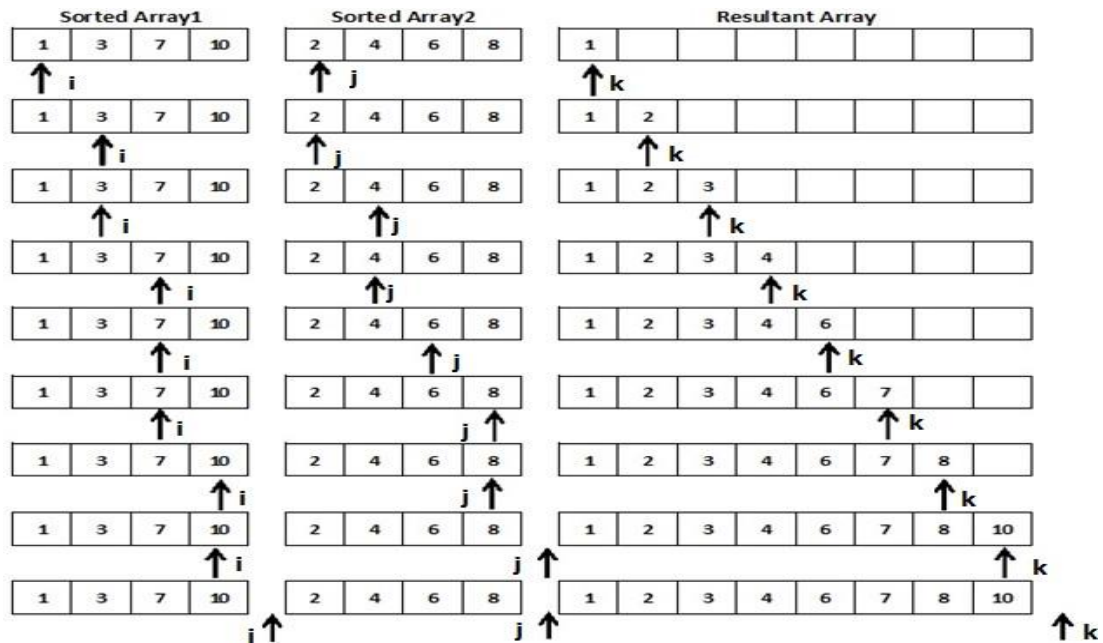 Sorted Array1 Sorted Array2 Resultant Array
1 3 7 10 2 4 6 8 1
i j k
1 3 7 10 2 4 6 8 1 2
i j k
1 3 7 10 2 4 6 8 1 2 3
i j k
1 3 7 10 2 4 6 8 1 2 3 4
i j k
1 3 7 10 2 4 6 8 1 2 3 4 6
i j k
1 3 7 10 2 4 6 8 1 2 3 4 6 7
i j k
1 3 7 10 2 4 6 8 1 2 3 4 6 7 8
i j k
1 3 7 10 2 4 6 8 1 2 3 4 6 7 8 10
i j k
1 3 7 10 2 4 6 8 1 2 3 4 6 7 8 10
i j k